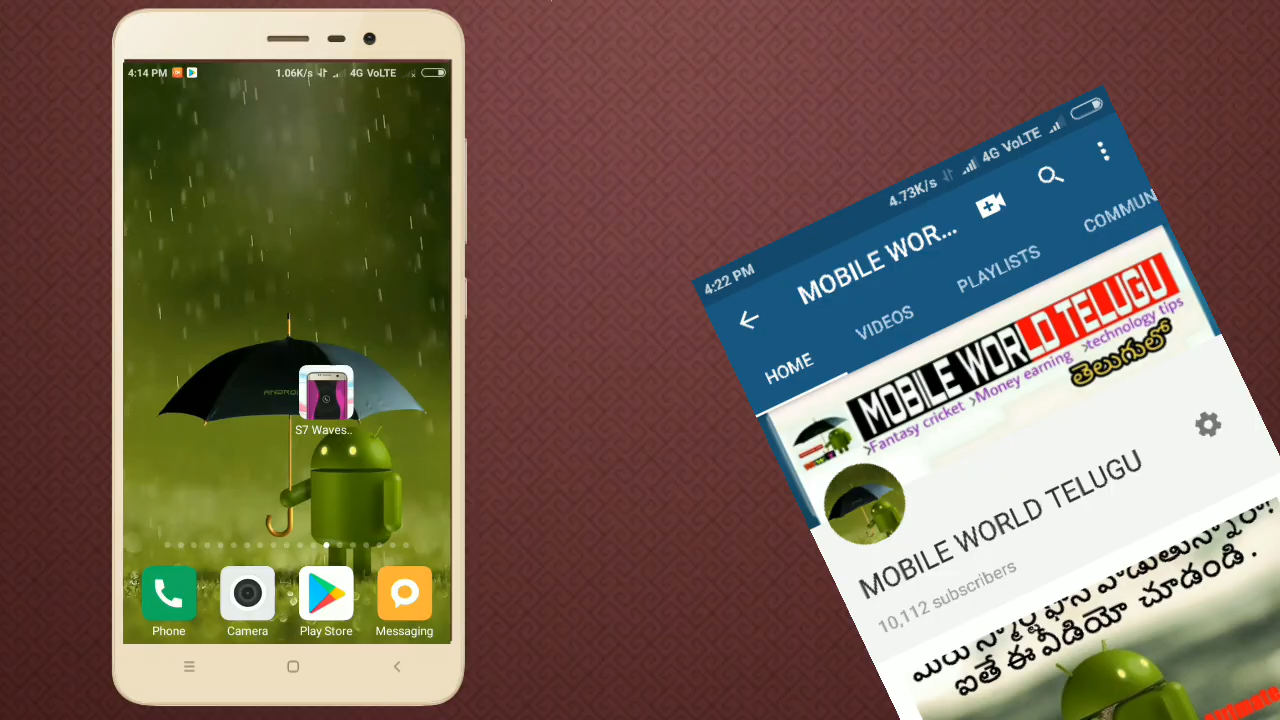 4:14 PM
1.06K/s 4G VoLTE
S7 Waves..
Phone
Camera
Play Store
Messaging
4:22 PM
4.73K/s 4G VoLTE
MOBILE WOR...
HOME
VIDEOS
PLAYLISTS
COMMUN
MOBILE WORLD TELUGU
›Fantasy cricket ›Money earning ›technology tips
తెలుగులో
MOBILE WORLD TELUGU
10,112 subscribers
మీరు స్మార్ట్ ఫోన్ వాడుతున్నారా!
ఐతే ఈ వీడియో చూడండి.